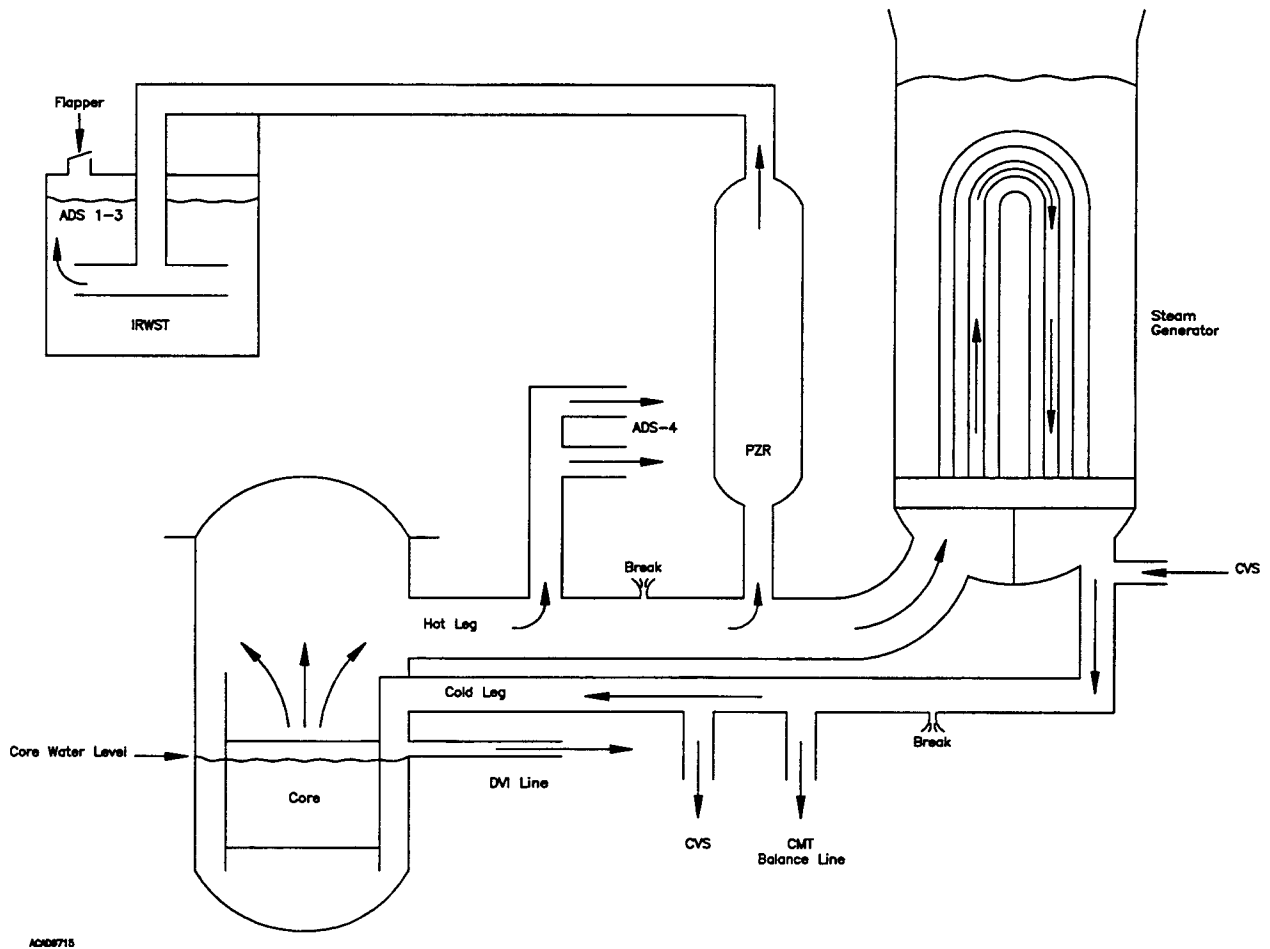 Flapper
ADS 1-3
IRWST
Steam
Generator
ADS-4
PZR
Break
CVS
Hot Leg
Cold Leg
Core Water Level
Break
DVI Line
Core
CVS
CMT
Balance Line
ACAD9715